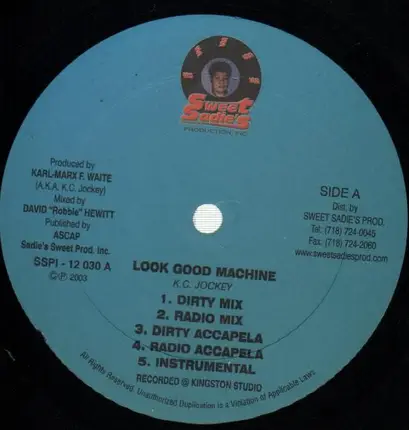 Sweet
Sadie's
PRODUCTION, INC.
Produced by
KARL-MARX F. WAITE
(A.K.A. K.C. Jockey)
Mixed by
DAVID "Robbie" HEWITT
Published by
ASCAP
Sadie's Sweet Prod. Inc.
SSPI - 12 030 A
©℗ 2003
SIDE A
Dist. by
SWEET SADIE'S PROD.
Tel: (718) 724-0045
Fax. (718) 724-2060
www.sweetsadiesprod.com
LOOK GOOD MACHINE
K.C. JOCKEY
1. DIRTY MIX
2. RADIO MIX
3. DIRTY ACCAPELA
4. RADIO ACCAPELA
5. INSTRUMENTAL
RECORDED @ KINGSTON STUDIO
All Rights Reserved. Unauthorized Duplication is a Violation of Applicable Laws